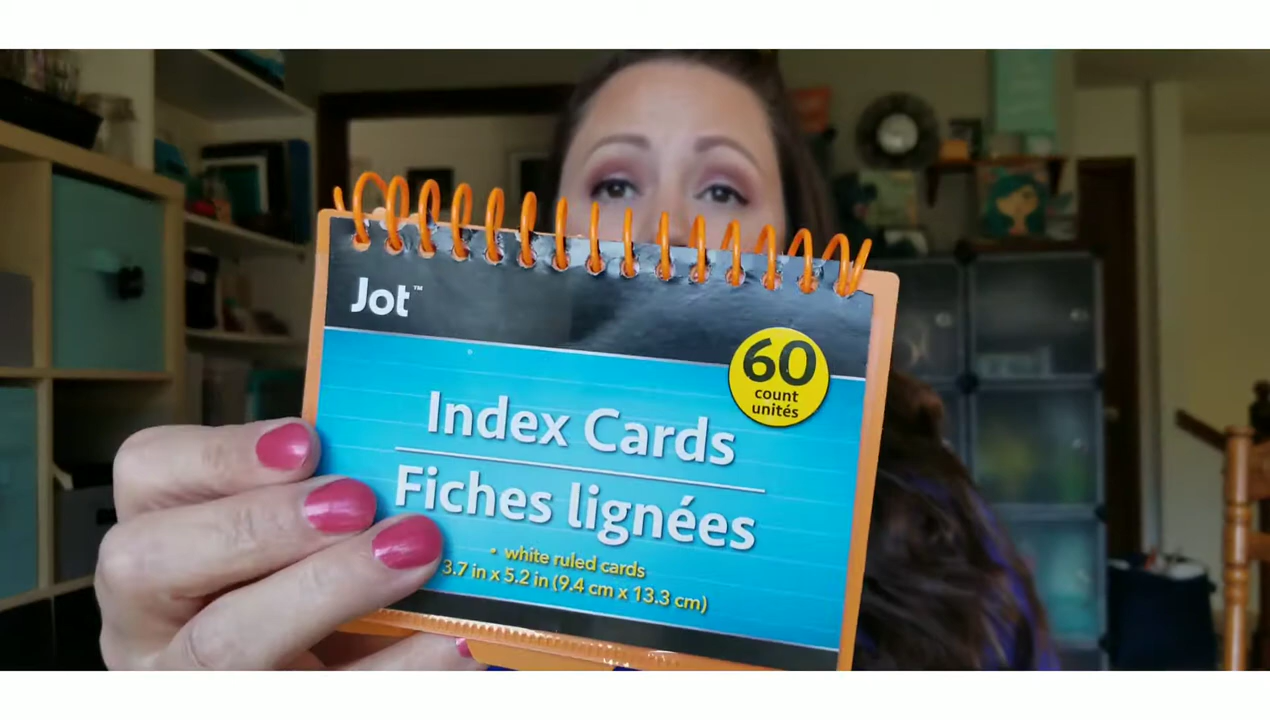 Jot™
60
count
unités
Index Cards
Fiches lignées
• white ruled cards
3.7 in x 5.2 in (9.4 cm x 13.3 cm)